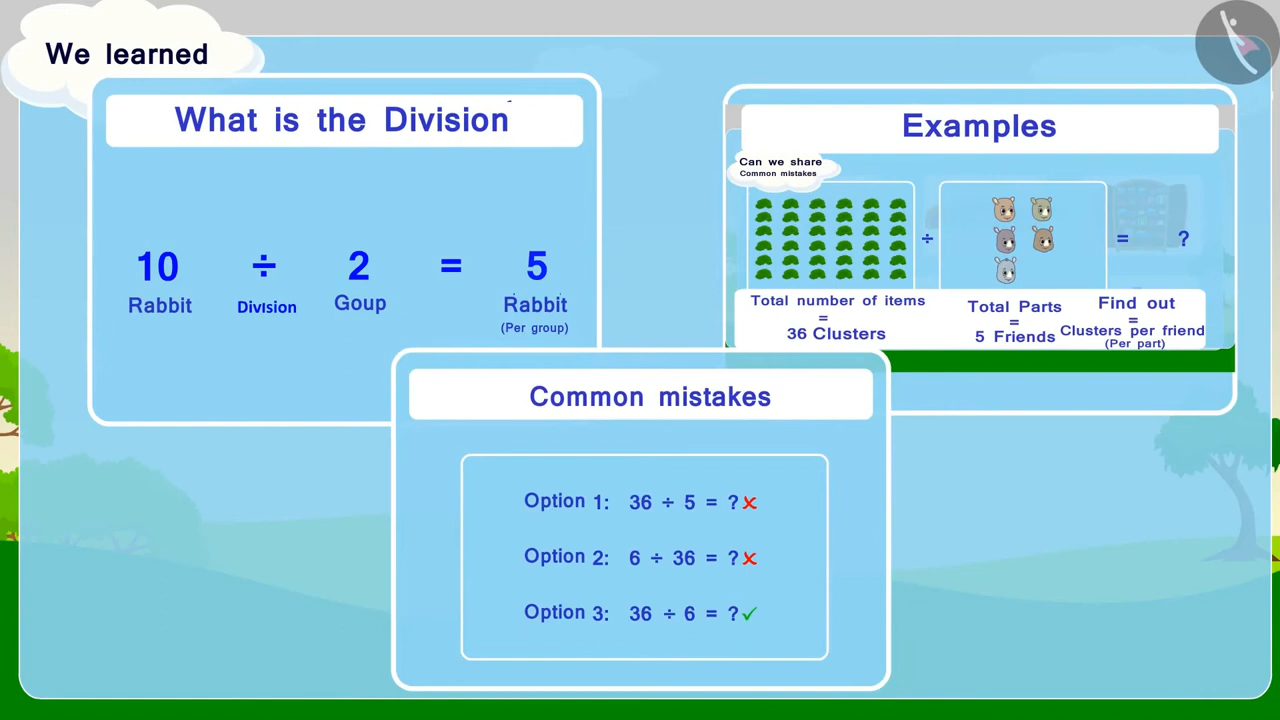 We learned
What is the Division
10 ÷ 2 = 5
Rabbit Division Goup Rabbit
(Per group)
Examples
Can we share
Common mistakes
÷ = ?
Total number of items
=
36 Clusters
Total Parts
=
5 Friends
Find out
=
Clusters per friend
(Per part)
Common mistakes
Option 1: 36 ÷ 5 = ? ✗
Option 2: 6 ÷ 36 = ? ✗
Option 3: 36 ÷ 6 = ? ✓